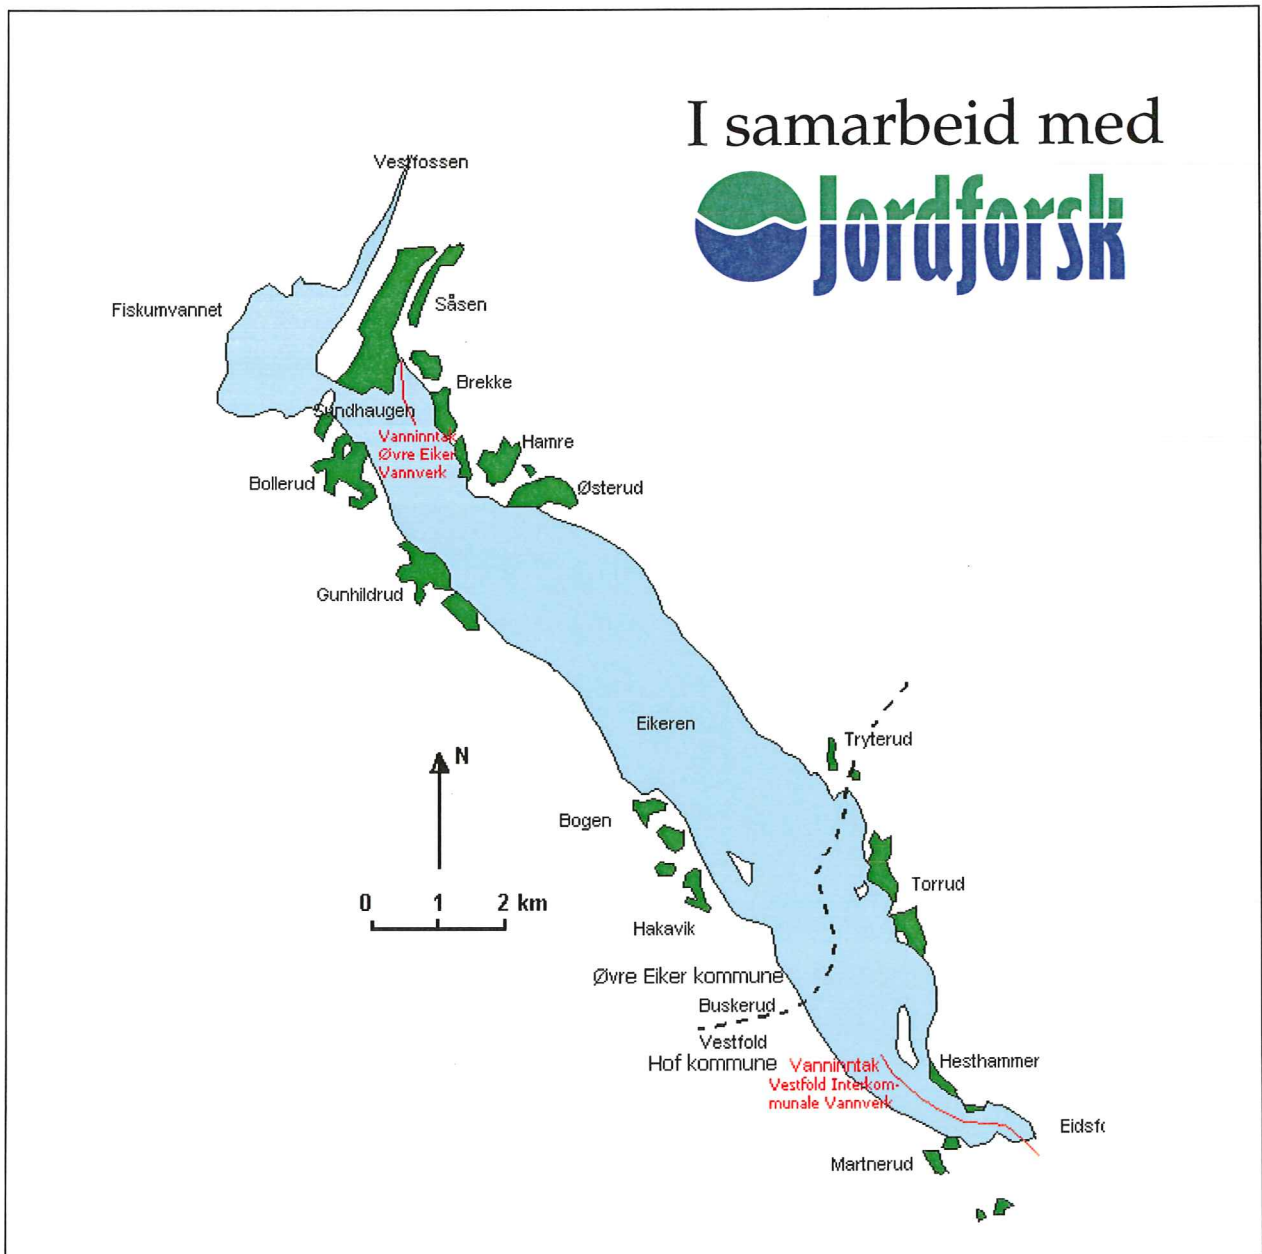 I samarbeid med
Jordforsk
Vestfossen
Fiskumvannet
Såsen
Brekke
Sundhaugen
Vanninntak
Øvre Eiker
Vannverk
Hamre
Bollerud
Østerud
Gunhildrud
Eikeren
Tryterud
N
Bogen
0 1 2 km
Torrud
Hakavik
Øvre Eiker kommune
Buskerud
Vestfold
Hof kommune
Vanninntak
Vestfold Interkom-
munale Vannverk
Hesthammer
Eidsfo
Martnerud